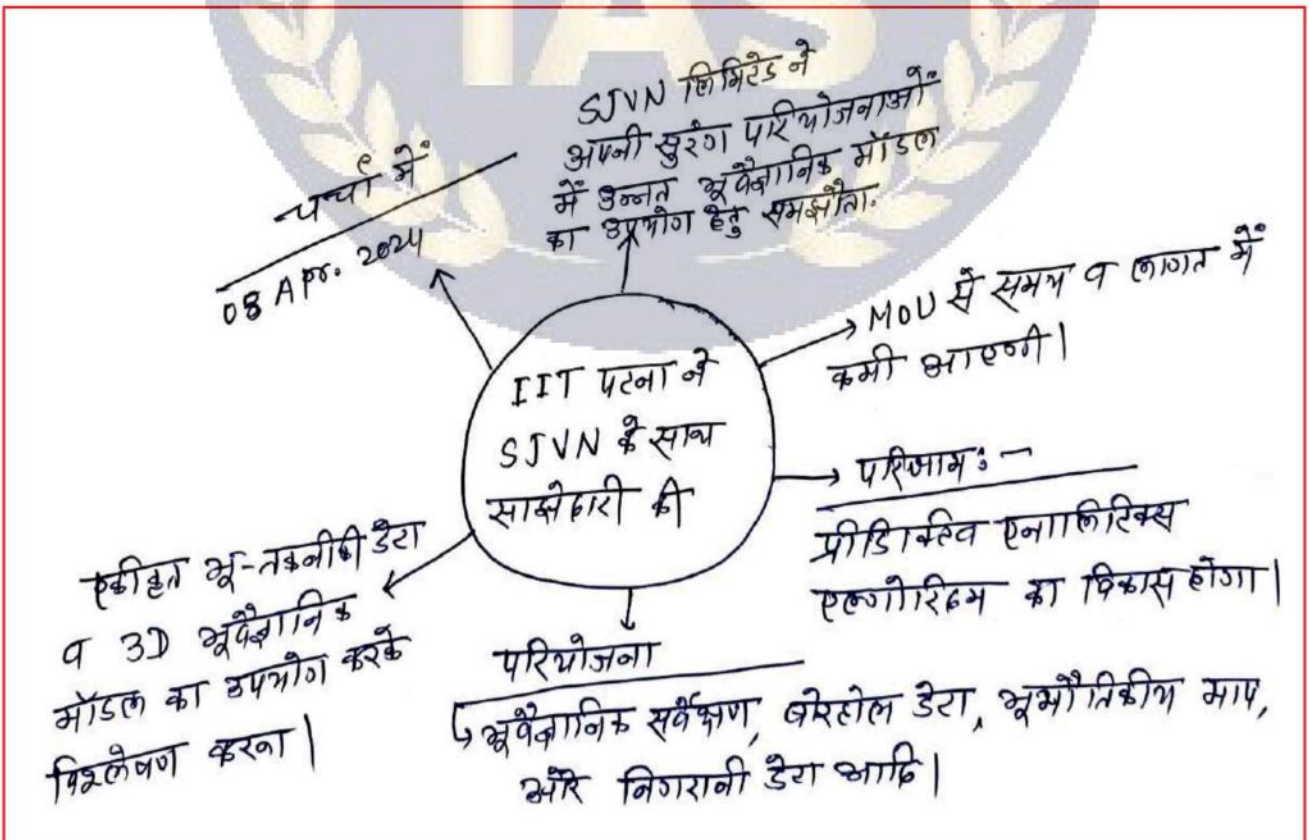 IAS
चर्चा में
08 Apr. 2024
SJVN लिमिटेड ने
अपनी सुरंग परियोजनाओं
में उन्नत भूवैज्ञानिक मॉडल
का उपयोग हेतु समझौता.
→ MOU से समय व लागत में
कमी आएगी।
IIT पटना ने
SJVN के साथ
साझेदारी की
→ परिणाम :-
प्रीडिक्टिव एनालिटिक्स
एल्गोरिदम का विकास होगा।
एकीकृत भू-तकनीकी डेटा
व 3D भूवैज्ञानिक
मॉडल का उपयोग करके
विश्लेषण करना।
परियोजना
↳ भूवैज्ञानिक सर्वेक्षण, बोरहोल डेटा, भूभौतिकीय माप,
और निगरानी डेटा आदि।